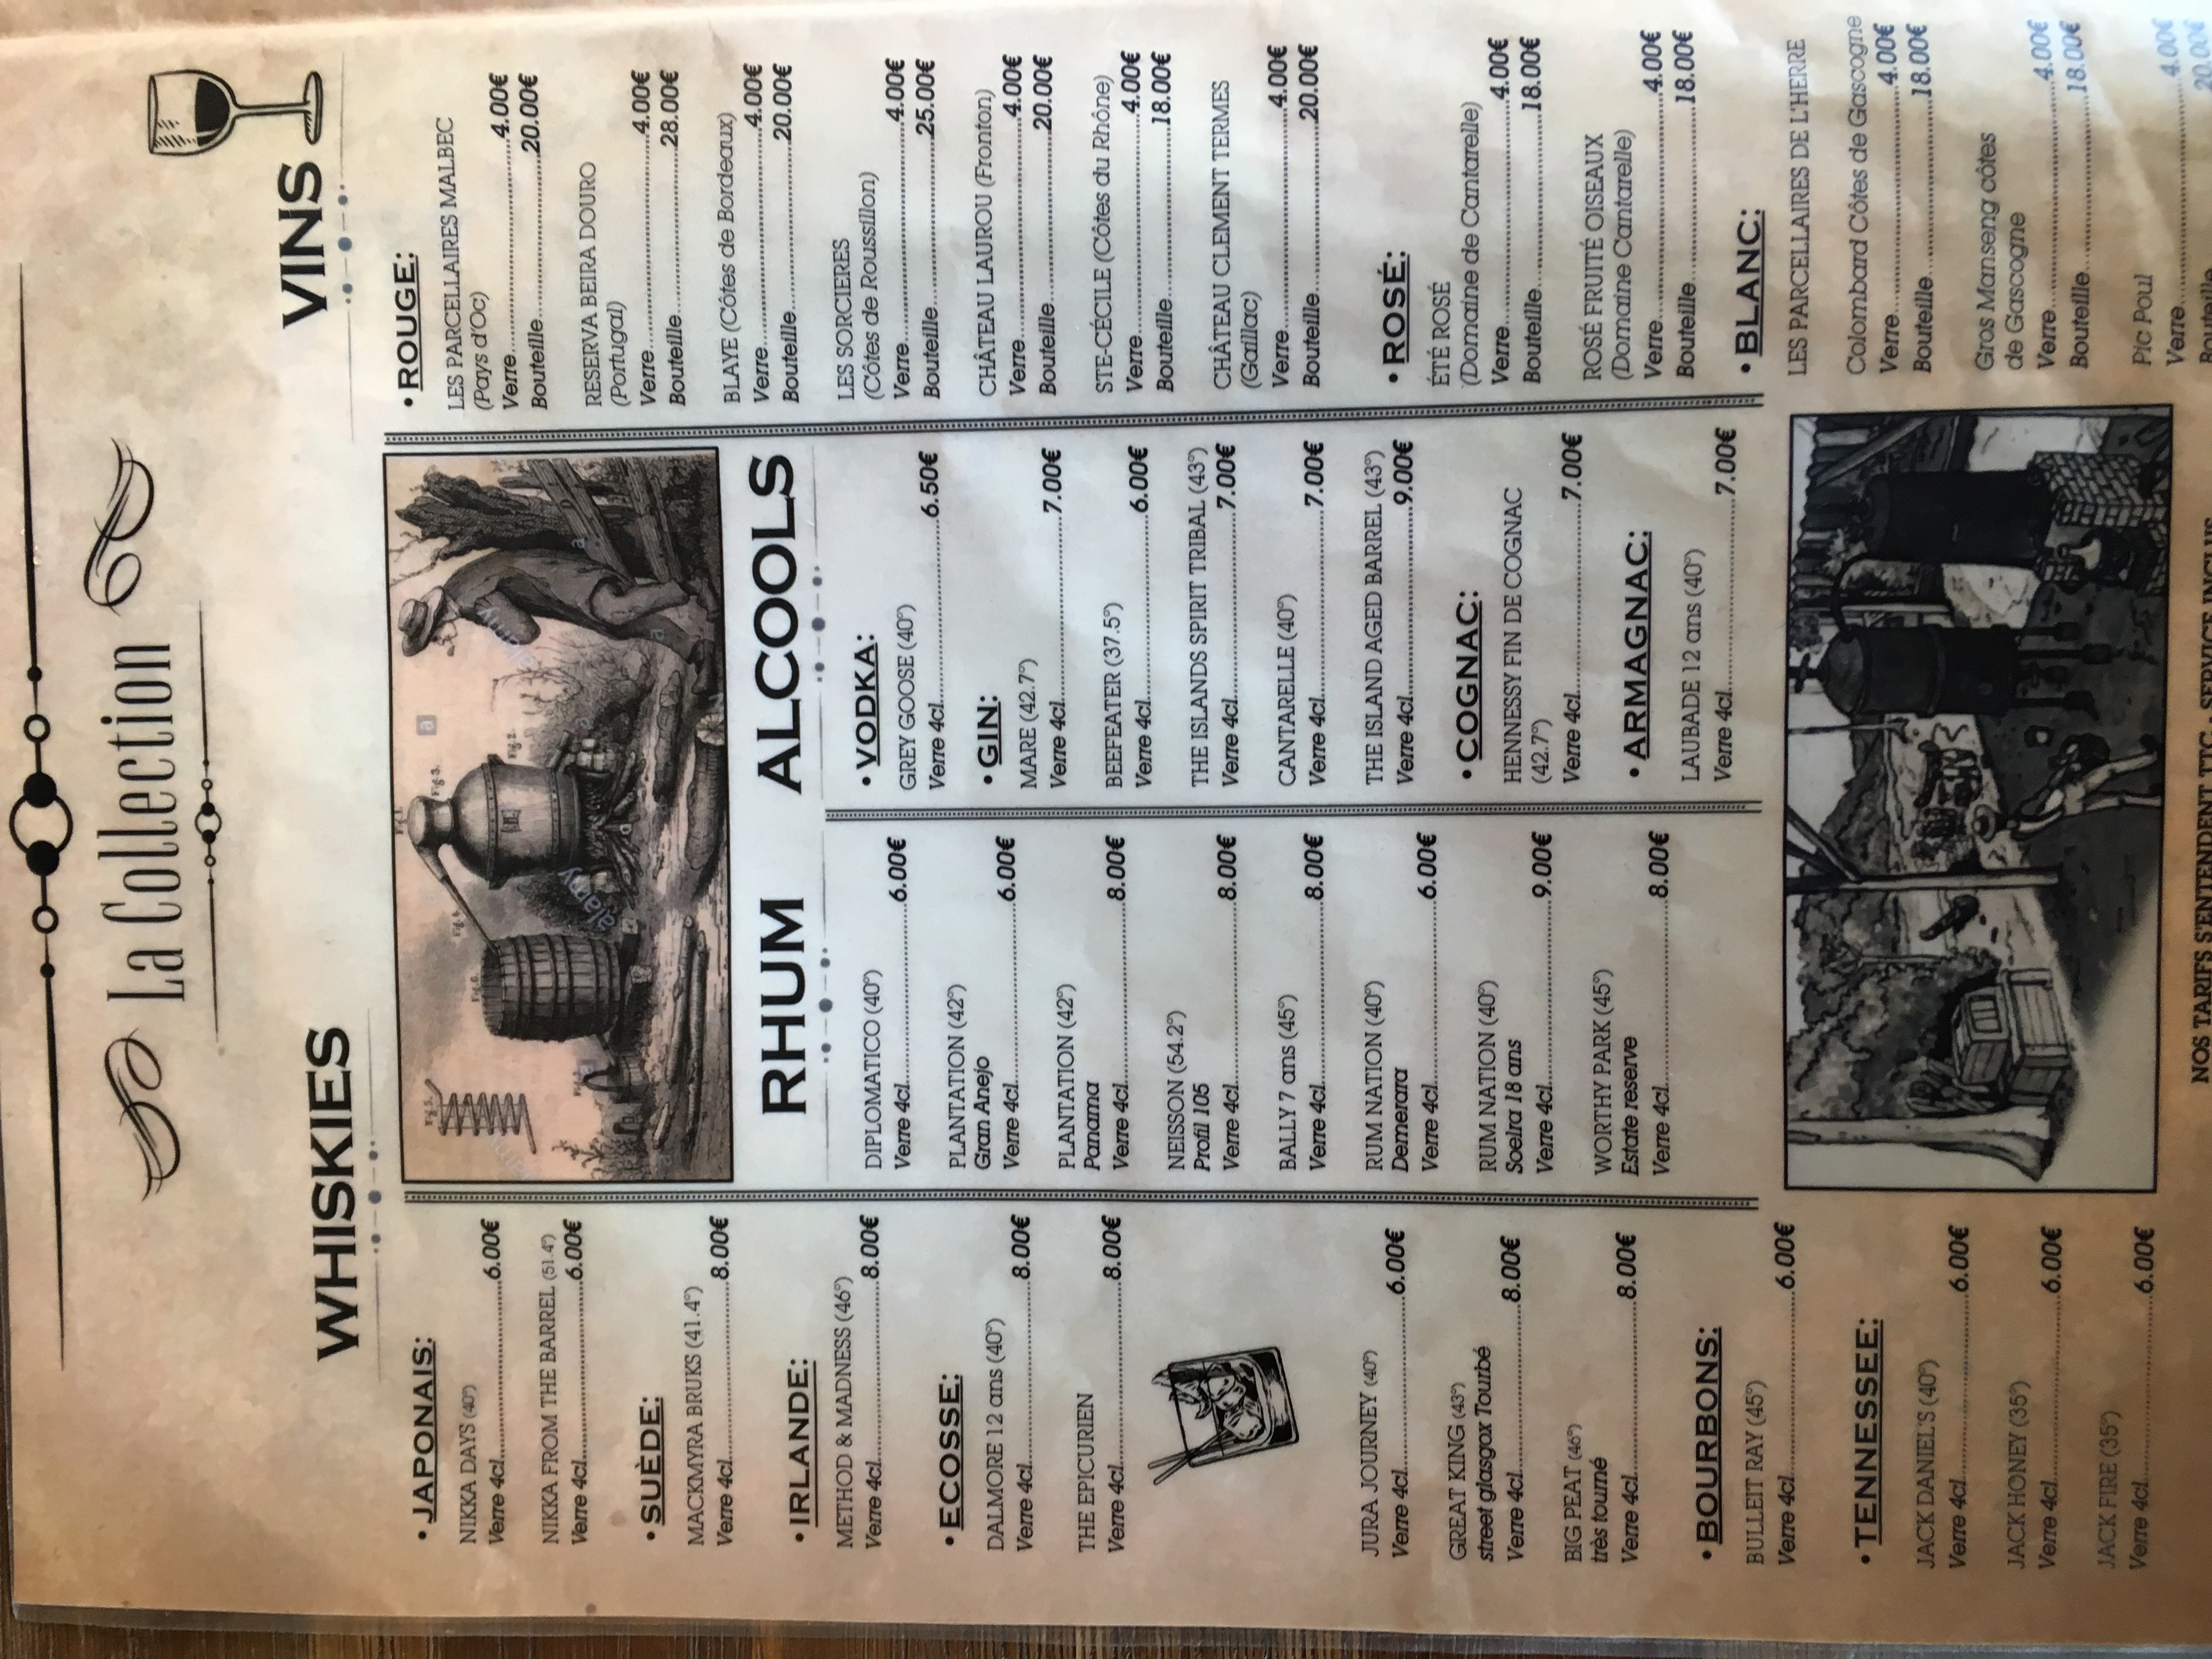 La Collection
WHISKIES
• JAPONAIS:
NIKKA DAYS (40°)
Verre 4cl..........6.00€
NIKKA FROM THE BARREL (51.4°)
Verre 4cl..........6.00€
• SUÈDE:
MACKMYRA BRUKS (41.4°)
Verre 4cl..........8.00€
• IRLANDE:
METHOD & MADNESS (46°)
Verre 4cl..........8.00€
• ECOSSE:
DALMORE 12 ans (40°)
Verre 4cl..........8.00€
THE EPICURIEN
Verre 4cl..........8.00€
JURA JOURNEY (40°)
Verre 4cl..........6.00€
GREAT KING (43°)
street glasgox Tourbé
Verre 4cl..........8.00€
BIG PEAT (46°)
très tourné
Verre 4cl..........8.00€
• BOURBONS:
BULLEIT RAY (45°)
Verre 4cl..........6.00€
• TENNESSEE:
JACK DANIEL'S (40°)
Verre 4cl..........6.00€
JACK HONEY (35°)
Verre 4cl..........6.00€
JACK FIRE (35°)
Verre 4cl..........6.00€
RHUM
DIPLOMATICO (40°)
Verre 4cl..........6.00€
PLANTATION (42°)
Gran Anejo
Verre 4cl..........6.00€
PLANTATION (42°)
Panama
Verre 4cl..........8.00€
NEISSON (54.2°)
Profil 105
Verre 4cl..........8.00€
BALLY 7 ans (45°)
Verre 4cl..........8.00€
RUM NATION (40°)
Demerara
Verre 4cl..........6.00€
RUM NATION (40°)
Soelra 18 ans
Verre 4cl..........9.00€
WORTHY PARK (45°)
Estate reserve
Verre 4cl..........8.00€
ALCOOLS
• VODKA:
GREY GOOSE (40°)
Verre 4cl..........6.50€
• GIN:
MARE (42.7°)
Verre 4cl..........7.00€
BEEFEATER (37.5°)
Verre 4cl..........6.00€
THE ISLANDS SPIRIT TRIBAL (43°)
Verre 4cl..........7.00€
CANTARELLE (40°)
Verre 4cl..........7.00€
THE ISLAND AGED BARREL (43°)
Verre 4cl..........9.00€
• COGNAC:
HENNESSY FIN DE COGNAC
(42.7°)
Verre 4cl..........7.00€
• ARMAGNAC:
LAUBADE 12 ans (40°)
Verre 4cl..........7.00€
VINS
• ROUGE:
LES PARCELLAIRES MALBEC
(Pays d'Oc)
Verre..........4.00€
Bouteille..........20.00€
RESERVA BEIRA DOURO
(Portugal)
Verre..........4.00€
Bouteille..........28.00€
BLAYE (Côtes de Bordeaux)
Verre..........4.00€
Bouteille..........20.00€
LES SORCIERES
(Côtes de Roussillon)
Verre..........4.00€
Bouteille..........25.00€
CHÂTEAU LAUROU (Fronton)
Verre..........4.00€
Bouteille..........20.00€
STE-CÉCILE (Côtes du Rhône)
Verre..........4.00€
Bouteille..........18.00€
CHÂTEAU CLEMENT TERMES
(Gaillac)
Verre..........4.00€
Bouteille..........20.00€
• ROSÉ:
ÉTÉ ROSÉ
(Domaine de Cantarelle)
Verre..........4.00€
Bouteille..........18.00€
ROSÉ FRUITÉ OISEAUX
(Domaine Cantarelle)
Verre..........4.00€
Bouteille..........18.00€
• BLANC:
LES PARCELLAIRES DE L'HERRE
Colombard Côtes de Gascogne
Verre..........4.00€
Bouteille..........18.00€
Gros Manseng côtes
de Gascogne
Verre..........4.00€
Bouteille..........18.00€
Pic Poul
Verre..........4.00€
Bouteille..........20.00€
NOS TARIFS S'ENTENDENT TTC, SERVICE INCLUS